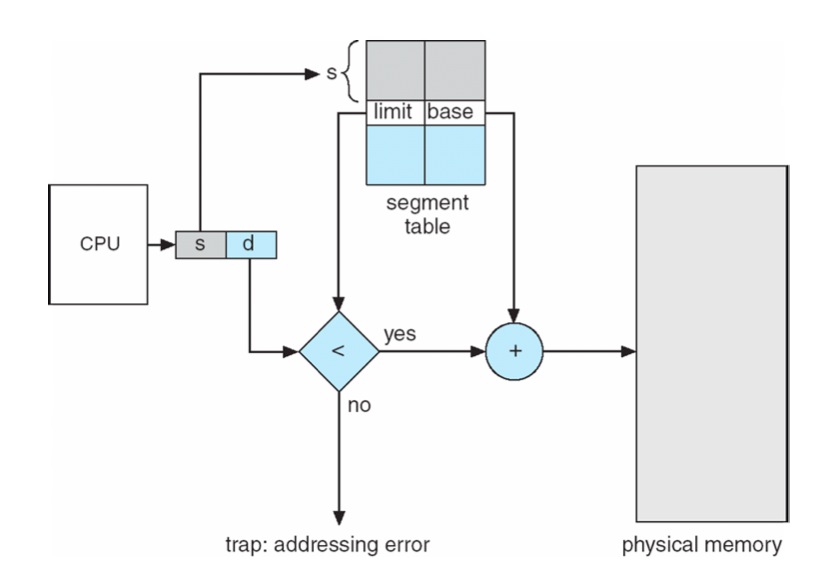 s
limit base
segment
table
CPU
s d
<
yes
+
no
trap: addressing error
physical memory